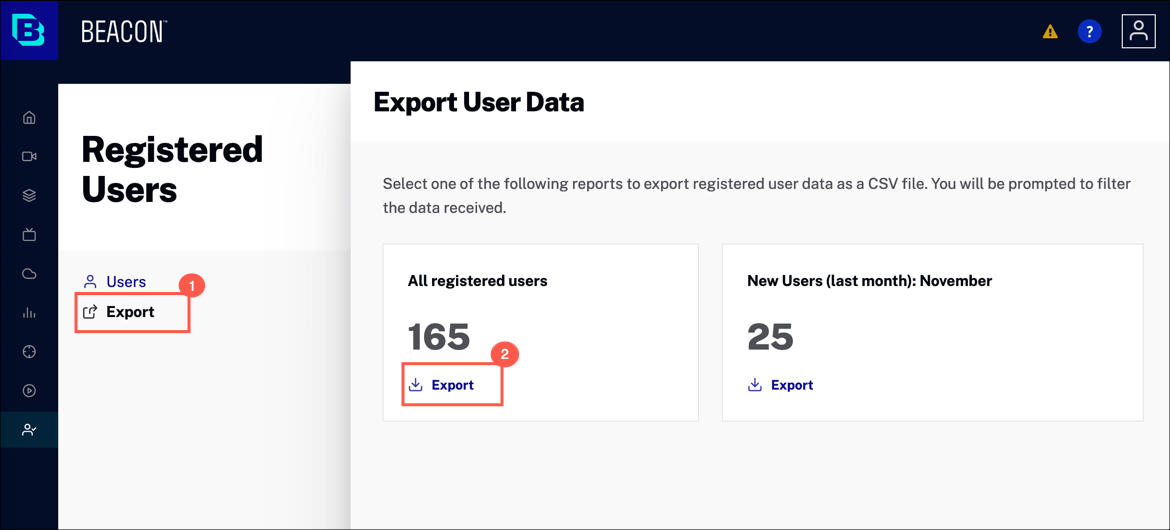 BEACON™
?
Export User Data
Registered
Users
Select one of the following reports to export registered user data as a CSV file. You will be prompted to filter
the data received.
Users
1
Export
All registered users
165
2
Export
New Users (last month): November
25
Export